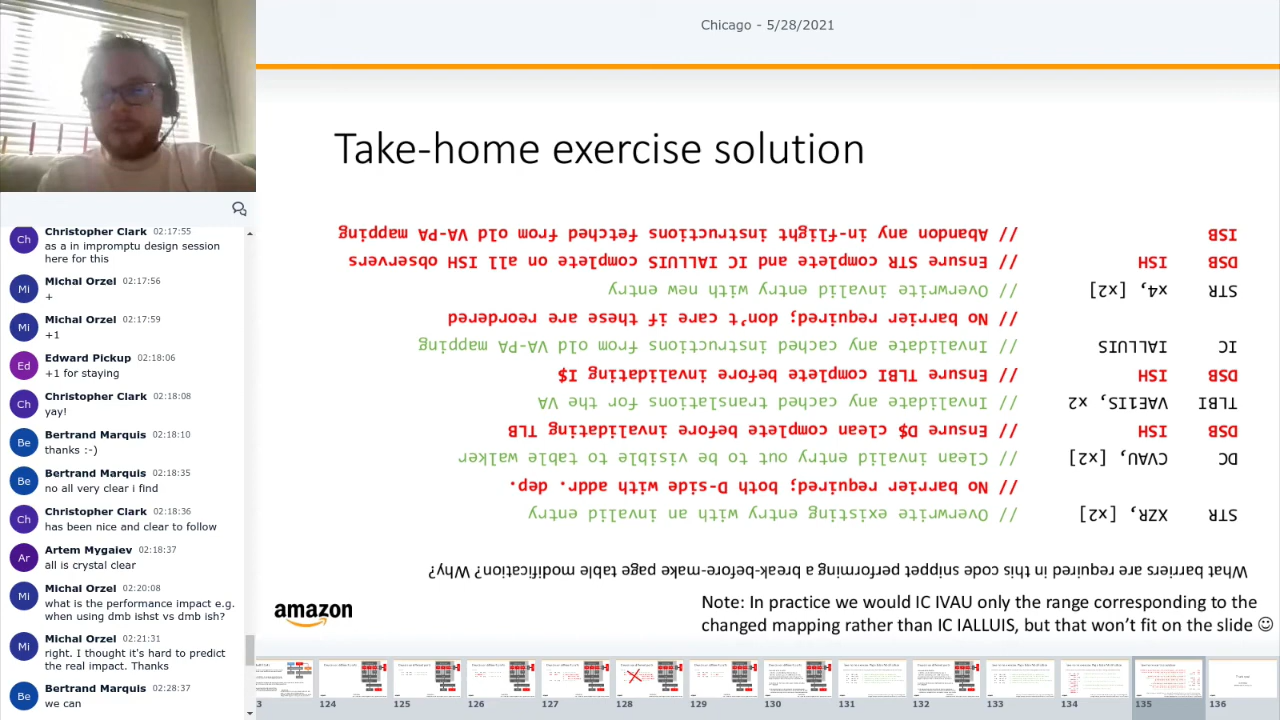 Chicago - 5/28/2021
Take-home exercise solution
What barriers are required in this code snippet performing a break-before-make page table modification? Why?
STR XZR, [x2] // Overwrite existing entry with an invalid entry
// No barrier required; both D-side with addr. dep.
DC CVAU, [x2] // Clean invalid entry out to be visible to table walker
DSB ISH // Ensure D$ clean complete before invalidating TLB
TLBI VAE1IS, x2 // Invalidate any cached translations for the VA
DSB ISH // Ensure TLBI complete before invalidating I$
IC IALLUIS // Invalidate any cached instructions from old VA-PA mapping
// No barrier required; don't care if these are reordered
STR x4, [x2] // Overwrite invalid entry with new entry
DSB ISH // Ensure STR complete and IC IALLUIS complete on all ISH observers
ISB // Abandon any in-flight instructions fetched from old VA-PA mapping
amazon
Note: In practice we would IC IVAU only the range corresponding to the
changed mapping rather than IC IALLUIS, but that won't fit on the slide ☺
Ch
Christopher Clark 02:17:55
as a in impromptu design session
here for this
Mi
Michal Orzel 02:17:56
+
Mi
Michal Orzel 02:17:59
+1
Ed
Edward Pickup 02:18:06
+1 for staying
Ch
Christopher Clark 02:18:08
yay!
Be
Bertrand Marquis 02:18:10
thanks :-)
Be
Bertrand Marquis 02:18:35
no all very clear i find
Ch
Christopher Clark 02:18:36
has been nice and clear to follow
Ar
Artem Mygaiev 02:18:37
all is crystal clear
Mi
Michal Orzel 02:20:08
what is the performance impact e.g.
when using dmb ishst vs dmb ish?
Mi
Michal Orzel 02:21:31
right. I thought it's hard to predict
the real impact. Thanks
Be
Bertrand Marquis 02:28:37
we can
3 124 125 126 127 128 129 130 131 132 133 134 135 136